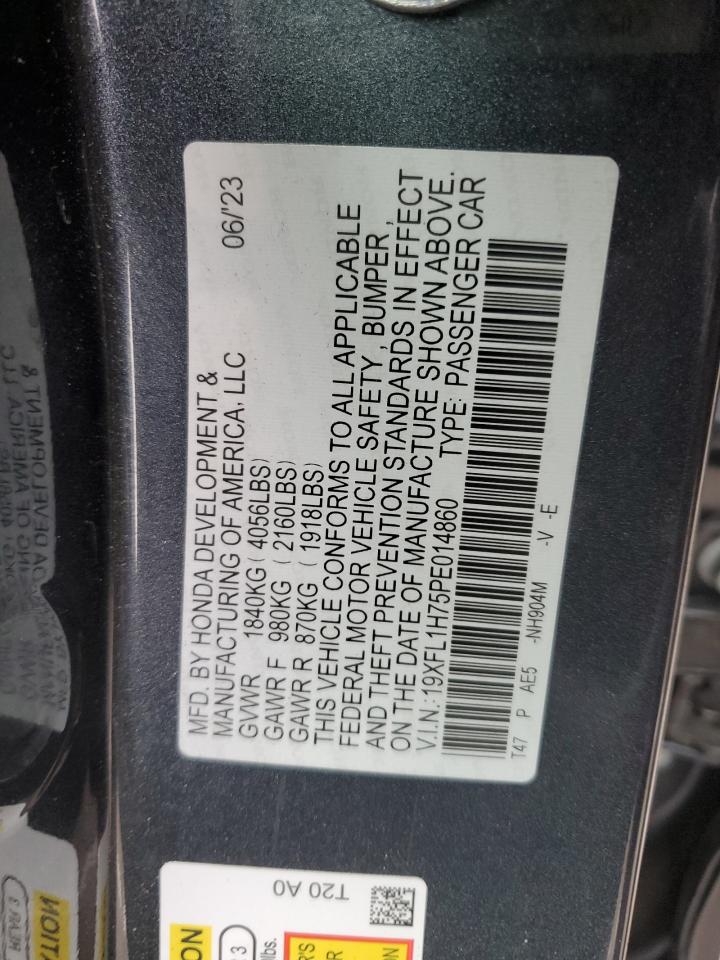 MFD. BY HONDA DEVELOPMENT &
MANUFACTURING OF AMERICA, LLC 06/'23
GVWR 1840KG ( 4056LBS)
GAWR F 980KG ( 2160LBS)
GAWR R 870KG ( 1918LBS)
THIS VEHICLE CONFORMS TO ALL APPLICABLE
FEDERAL MOTOR VEHICLE SAFETY , BUMPER ,
AND THEFT PREVENTION STANDARDS IN EFFECT
ON THE DATE OF MANUFACTURE SHOWN ABOVE.
V.I.N.: 19XFL1H75PE014860 TYPE: PASSENGER CAR
T47 P AE5 -NH904M -V -E
T20 A0
lbs.